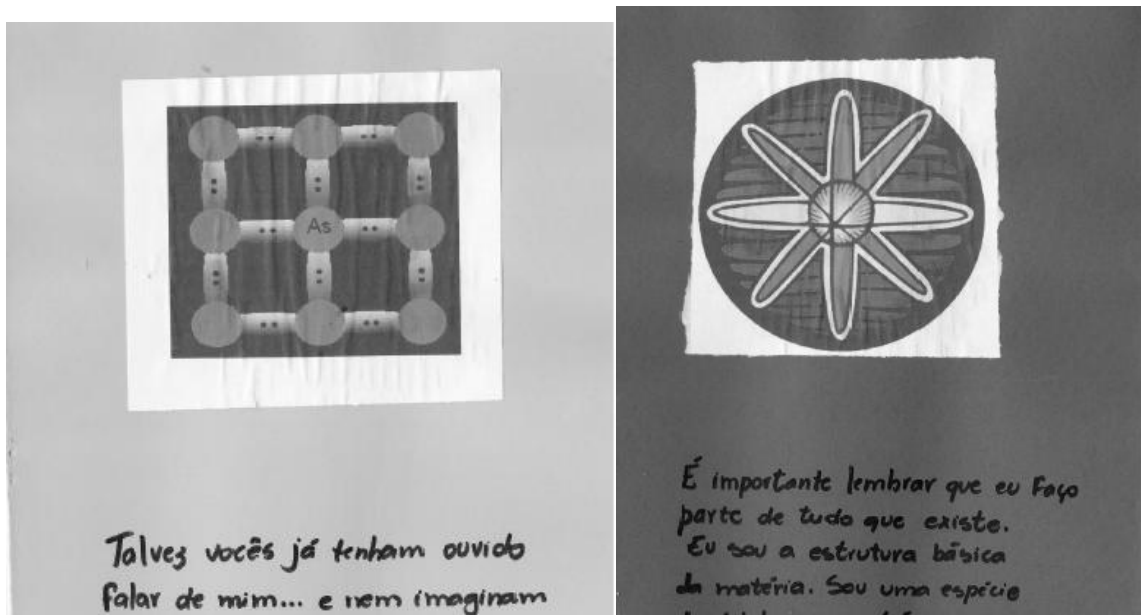 As
Talvez vocês já tenham ouvido
falar de mim... e nem imaginam
É importante lembrar que eu Faço
parte de tudo que existe.
Eu sou a estrutura básica
da matéria. Sou uma espécie